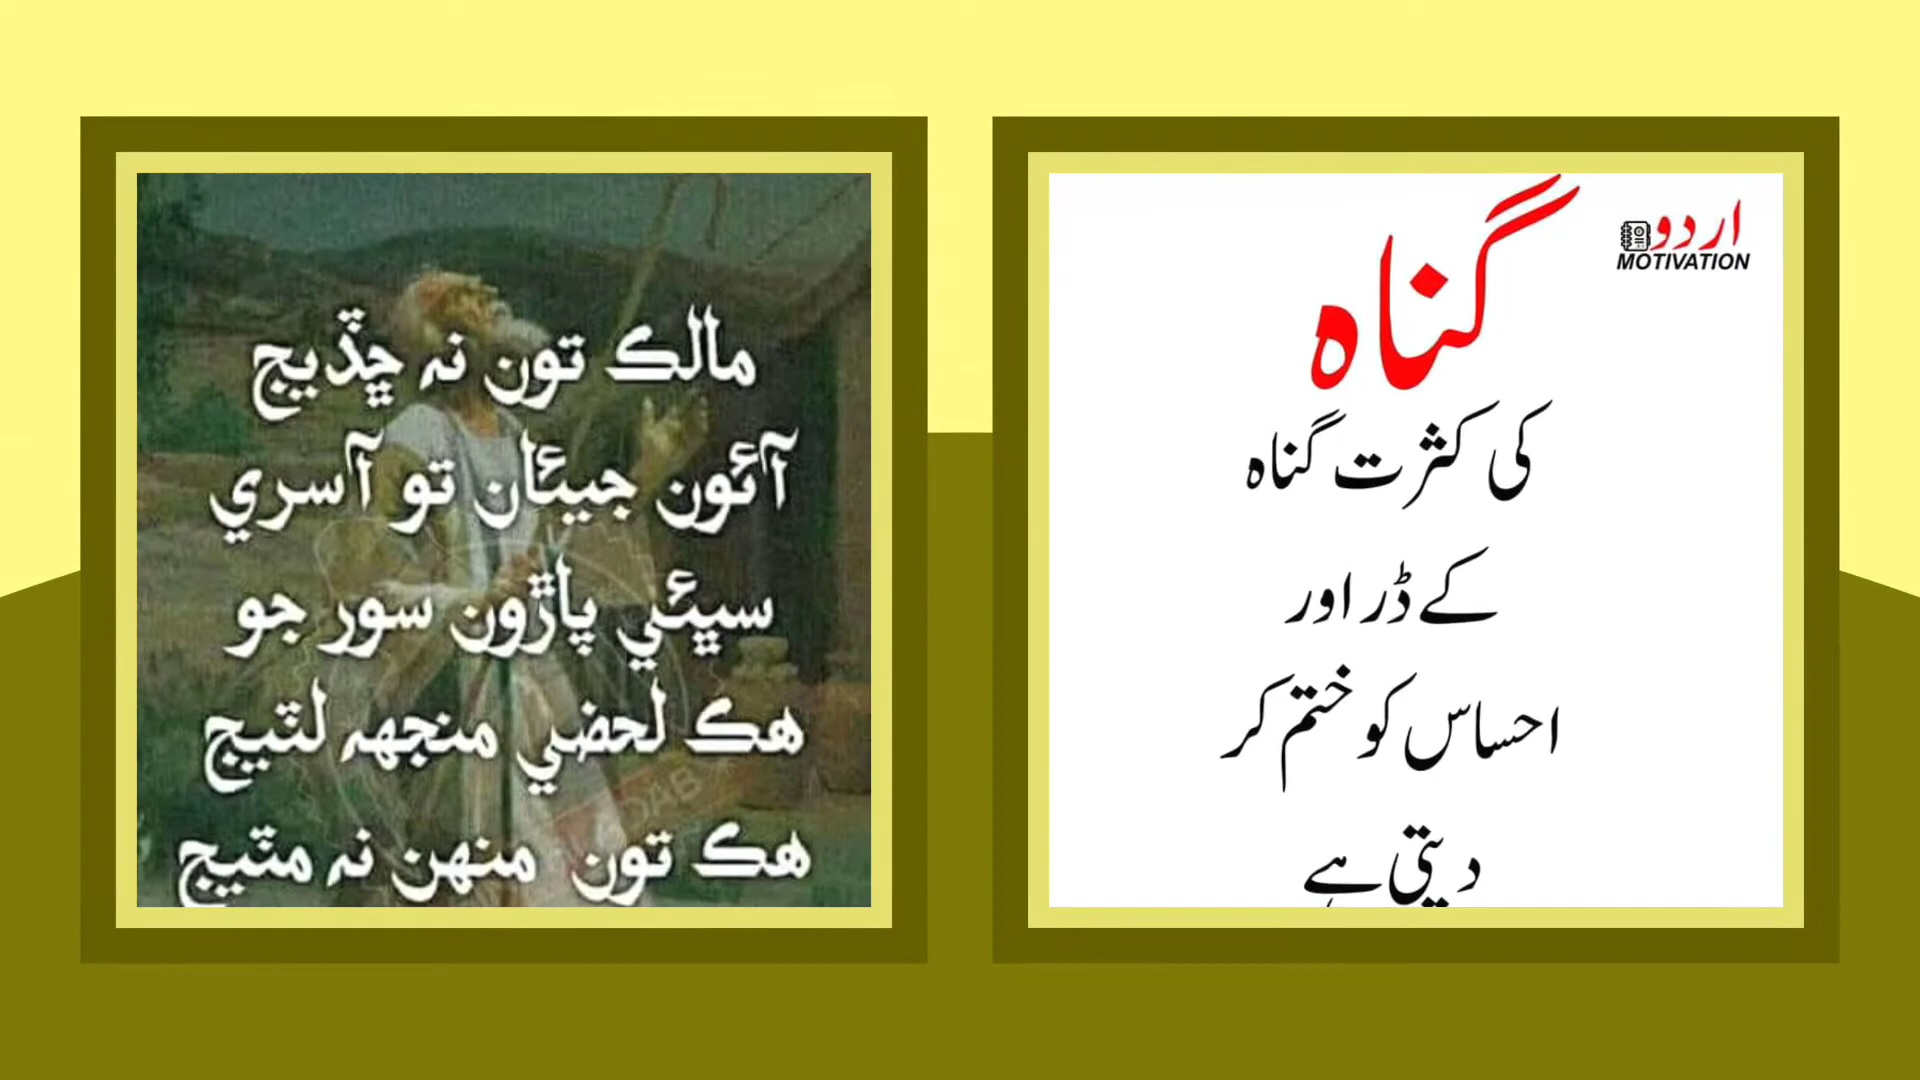 مالڪ تون نہ ڇڏيج
آئون جيئان تو آسري
سڀئي پاڙون سور جو
هڪ لحضي منجهہ لٽيج
هڪ تون منهن نہ مٽيج
اردو
MOTIVATION
گناہ
کی کثرت گناہ
کے ڈر اور
احساس کو ختم کر
دیتی ہے